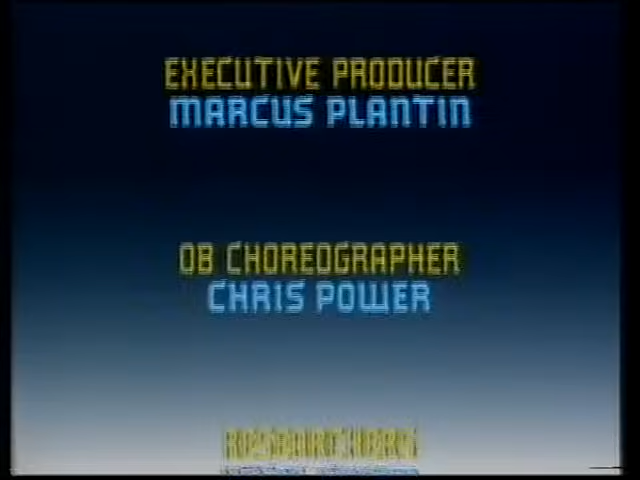 EXECUTIVE PRODUCER
MARCUS PLANTIN
OB CHOREOGRAPHER
CHRIS POWER